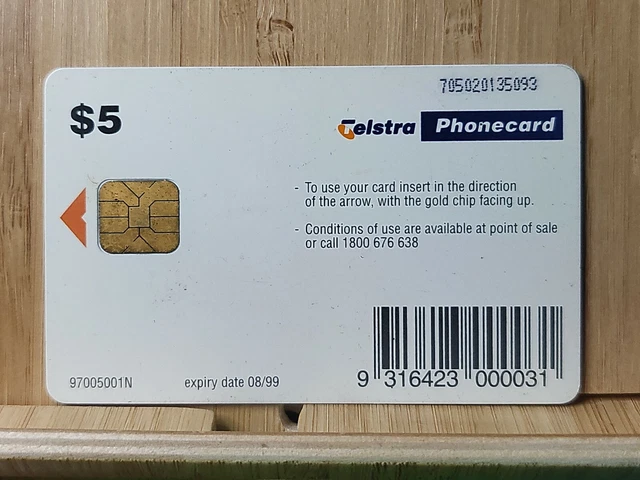 705020135093
$5
Telstra Phonecard
- To use your card insert in the direction
of the arrow, with the gold chip facing up.
- Conditions of use are available at point of sale
or call 1800 676 638
97005001N
expiry date 08/99
9 316423 000031